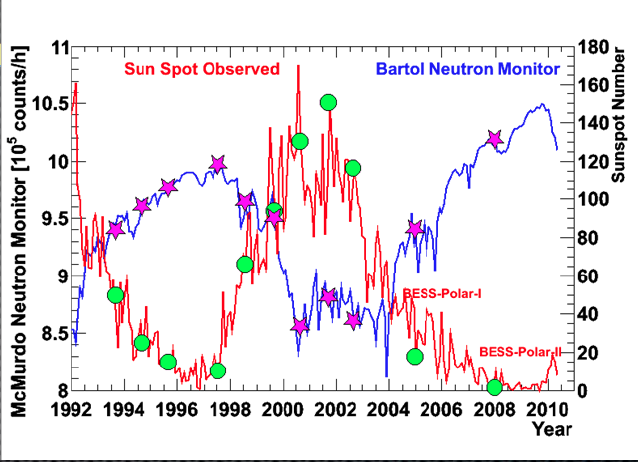 11 180
Sun Spot Observed Bartol Neutron Monitor
160
10.5
140
10 120
100
9.5
80
9 60
BESS-Polar-I
40
8.5
BESS-Polar-II
20
8 0
1992 1994 1996 1998 2000 2002 2004 2006 2008 2010
Year
McMurdo Neutron Monitor [10⁵ counts/h]
Sunspot Number